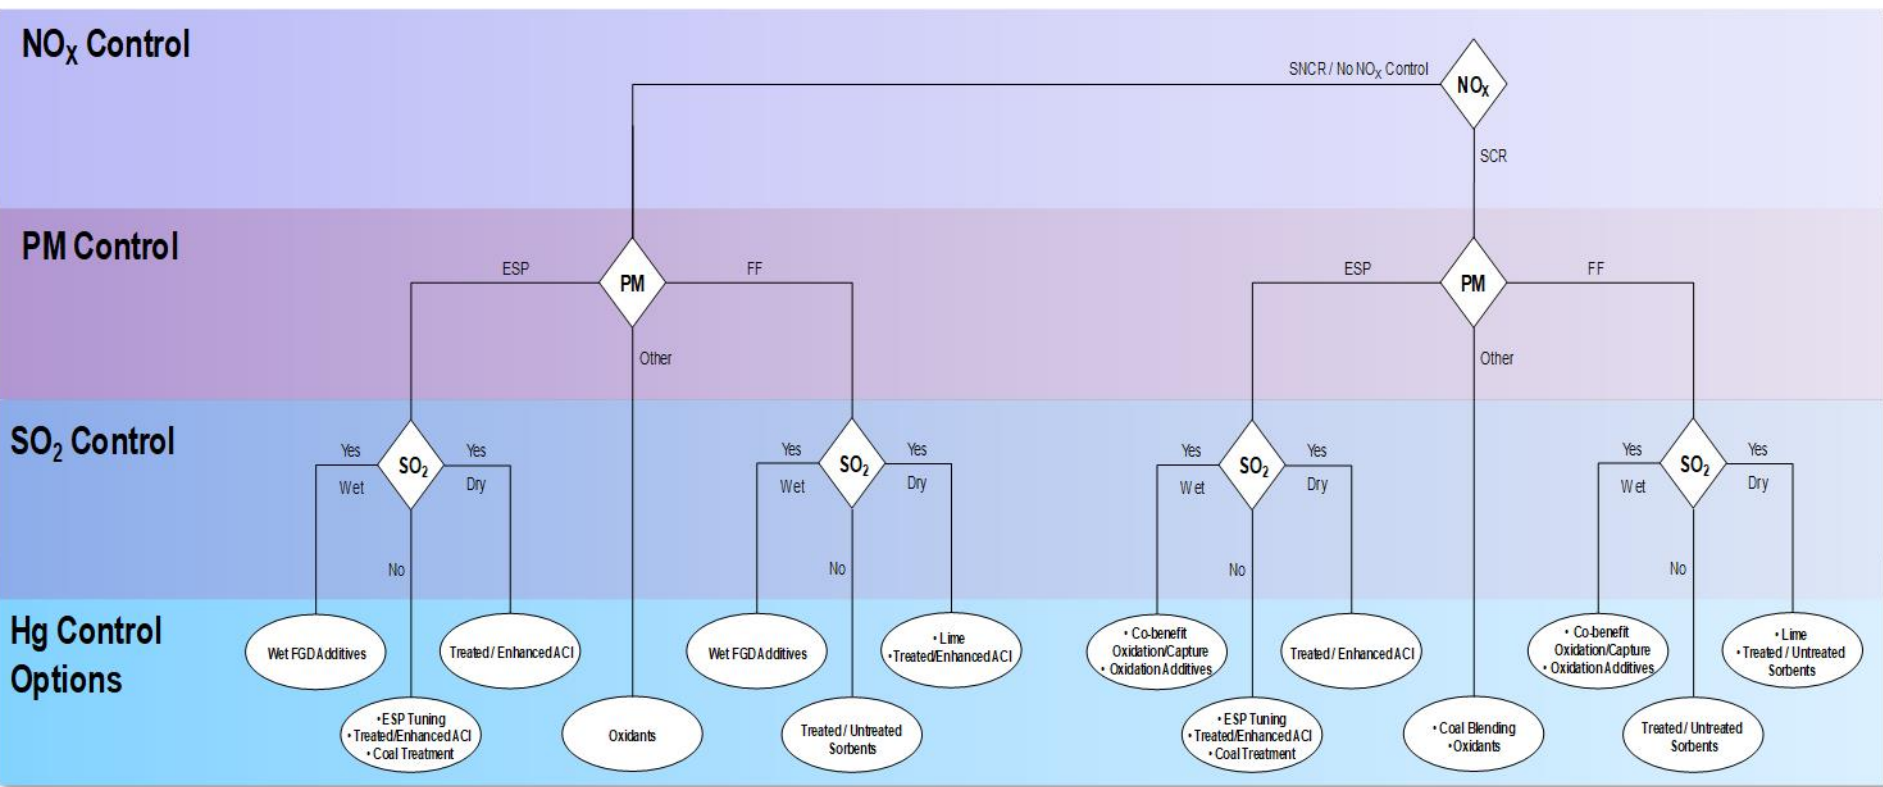 NOX Control
SNCR / No NOX Control
NOX
SCR
PM Control
ESP
PM
FF
Other
ESP
PM
FF
Other
SO2 Control
Yes
Wet
SO2
Yes
Dry
No
Yes
Wet
SO2
Yes
Dry
No
Yes
Wet
SO2
Yes
Dry
No
Yes
Wet
SO2
Yes
Dry
No
Hg Control
Options
Wet FGD Additives
Treated / Enhanced ACI
Wet FGD Additives
• Lime
•Treated/Enhanced ACI
• Co-benefit
Oxidation/Capture
• Oxidation Additives
Treated / Enhanced ACI
• Co-benefit
Oxidation/Capture
• Oxidation Additives
• Lime
• Treated / Untreated
Sorbents
•ESP Tuning
•Treated/Enhanced ACI
• Coal Treatment
Oxidants
Treated / Untreated
Sorbents
• ESP Tuning
•Treated/Enhanced ACI
• Coal Treatment
• Coal Blending
•Oxidants
Treated / Untreated
Sorbents